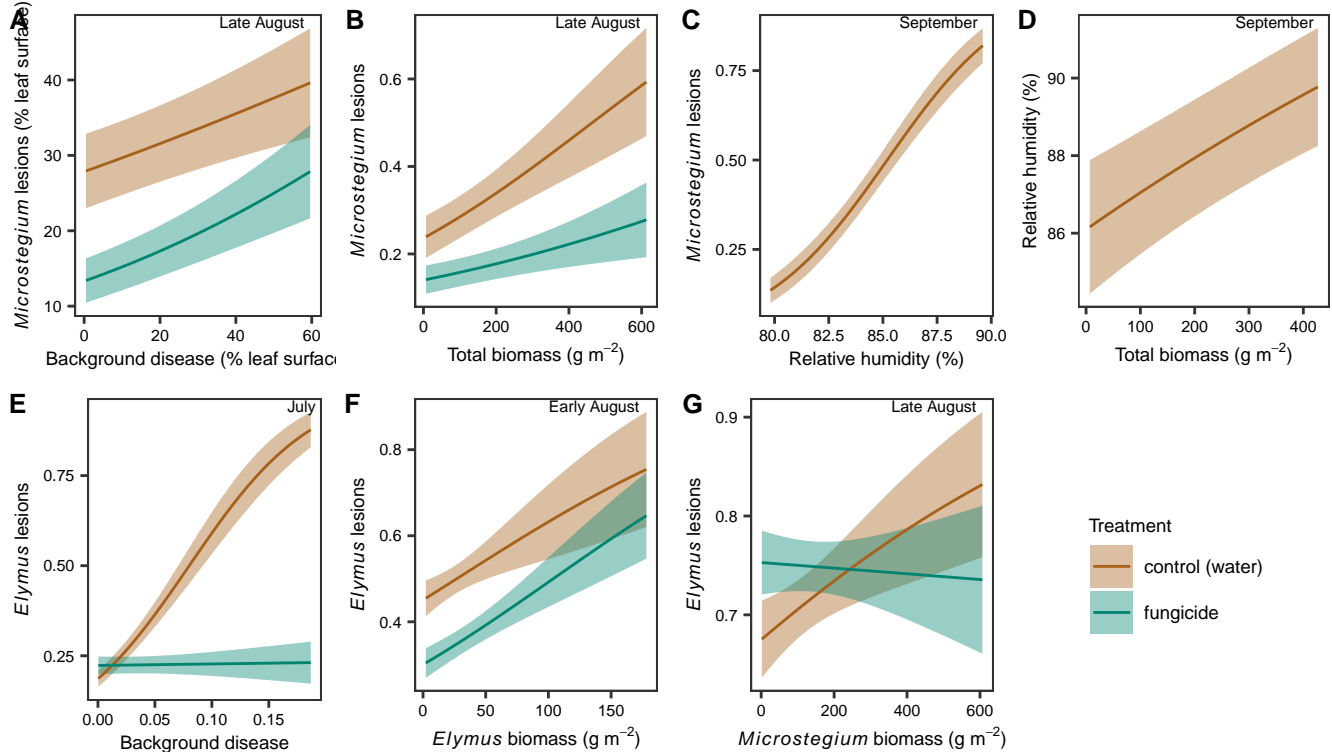 A
Late August
Microstegium lesions (% leaf surface)
40
30
20
10
0
20
40
60
Background disease (% leaf surface
B
Late August
Microstegium lesions
0.6
0.4
0.2
0
200
400
600
Total biomass (g m−2)
C
September
Microstegium lesions
0.75
0.50
0.25
80.0
82.5
85.0
87.5
90.0
Relative humidity (%)
D
September
Relative humidity (%)
90
88
86
0
100
200
300
400
Total biomass (g m−2)
E
July
Elymus lesions
0.75
0.50
0.25
0.00
0.05
0.10
0.15
Background disease
F
Early August
Elymus lesions
0.8
0.6
0.4
0
50
100
150
Elymus biomass (g m−2)
G
Late August
Elymus lesions
0.9
0.8
0.7
0
200
400
600
Microstegium biomass (g m−2)
Treatment
control (water)
fungicide